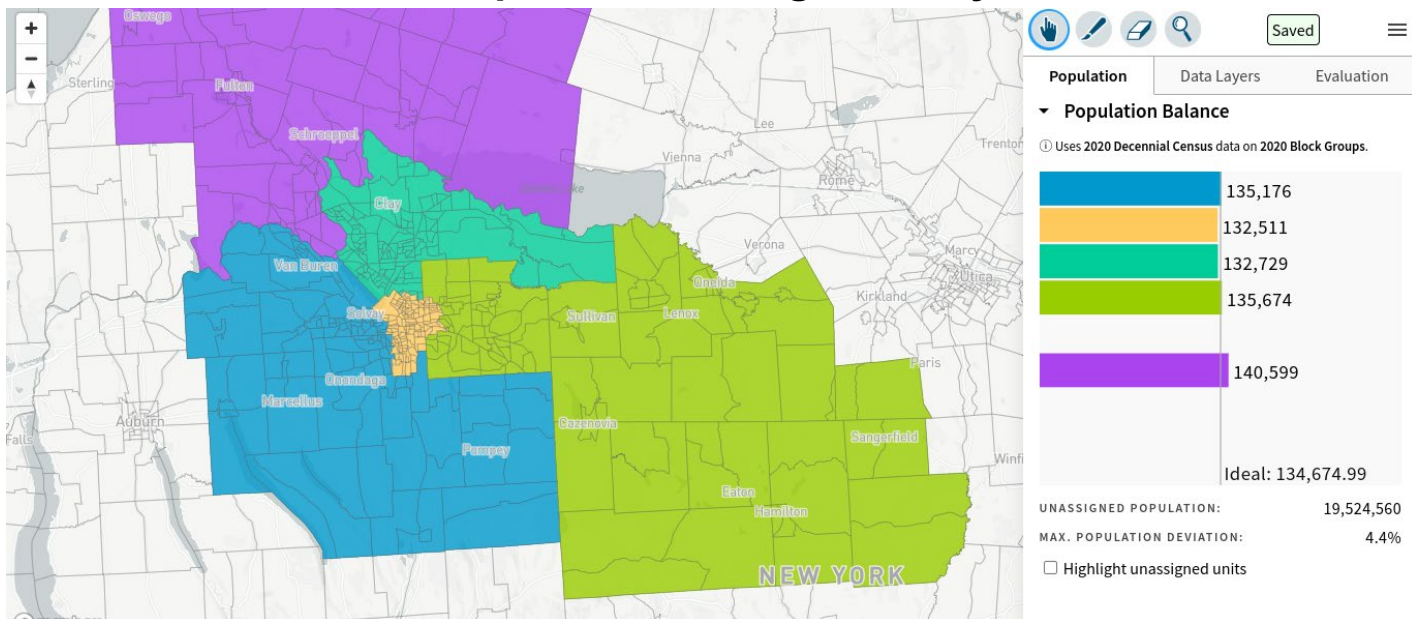 Oswego
Sterling
Fulton
Schroeppel
Lee
Trenton
Vienna
Rome
Clay
Verona
Marcy
Van Buren
Oneida
Utica
Kirkland
Solvay
Sullivan
Lenox
Paris
Onondaga
Marcellus
Auburn
Cazenovia
Sangerfield
Falls
Pompey
Winfi
Eaton
Hamilton
NEW YORK
Saved
Population
Data Layers
Evaluation
Population Balance
Uses 2020 Decennial Census data on 2020 Block Groups.
135,176
132,511
132,729
135,674
140,599
Ideal: 134,674.99
UNASSIGNED POPULATION: 19,524,560
MAX. POPULATION DEVIATION: 4.4%
Highlight unassigned units